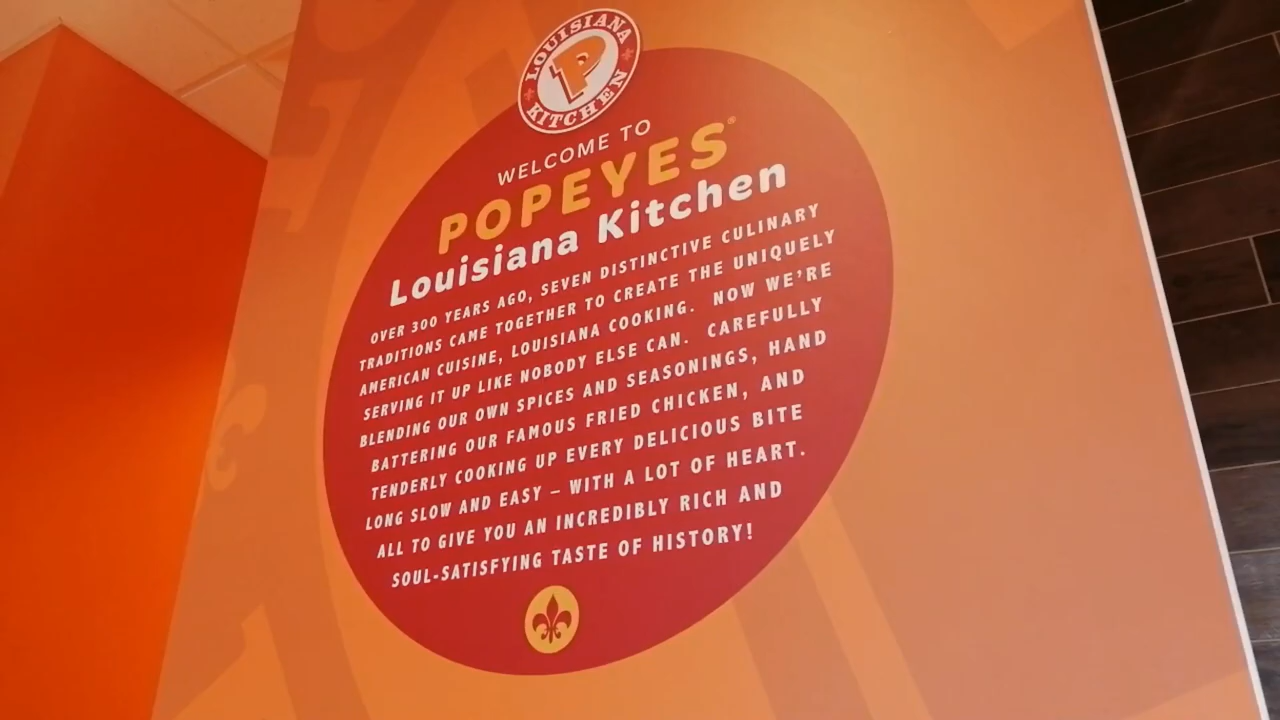 LOUISIANA
P
KITCHEN
WELCOME TO
POPEYES®
Louisiana Kitchen
OVER 300 YEARS AGO, SEVEN DISTINCTIVE CULINARY
TRADITIONS CAME TOGETHER TO CREATE THE UNIQUELY
AMERICAN CUISINE, LOUISIANA COOKING. NOW WE'RE
SERVING IT UP LIKE NOBODY ELSE CAN. CAREFULLY
BLENDING OUR OWN SPICES AND SEASONINGS, HAND
BATTERING OUR FAMOUS FRIED CHICKEN, AND
TENDERLY COOKING UP EVERY DELICIOUS BITE
LONG SLOW AND EASY – WITH A LOT OF HEART.
ALL TO GIVE YOU AN INCREDIBLY RICH AND
SOUL-SATISFYING TASTE OF HISTORY!